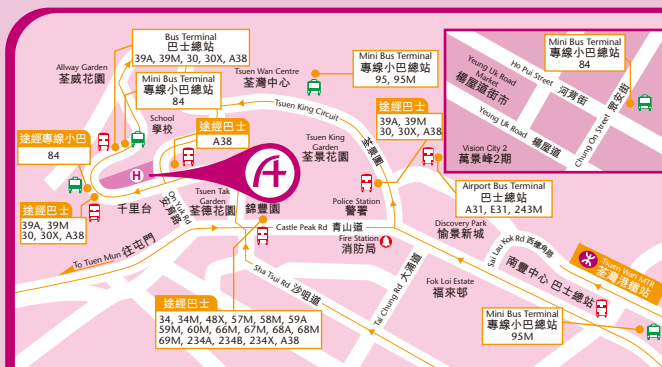 Bus Terminal
巴士總站
39A, 39M, 30, 30X, A38
Allway Garden
荃威花園
Mini Bus Terminal
專線小巴總站
84
Tsuen Wan Centre
荃灣中心
Mini Bus Terminal
專線小巴總站
95, 95M
School
學校
途經巴士
A38
Tsuen King Circuit
途經巴士
39A, 39M
30, 30X, A38
途經專線小巴
84
Tsuen King
Garden
荃景花園
荃景圍
H
千里台
On Yuk Rd
安育路
Tsuen Tak
Garden
荃德花園
錦豐園
Police Station
警署
途經巴士
39A, 39M
30, 30X, A38
Airport Bus Terminal
巴士總站
A31, E31, 243M
To Tuen Mun 往屯門
Castle Peak Rd 青山道
Fire Station
消防局
Discovery Park
愉景新城
Sha Tsui Rd 沙咀道
Tai Chung Rd 大涌道
Sai Lau Kok Rd 西樓角路
Tsuen Wan MTR
荃灣港鐵站
南豐中心 巴士總站
Fok Loi Estate
福來邨
途經巴士
34, 34M, 48X, 57M, 58M, 59A
59M, 60M, 66M, 67M, 68A, 68M
69M, 234A, 234B, 234X, A38
Mini Bus Terminal
專線小巴總站
95M
Yeung Uk Road
Market
楊屋道街市
Ho Pui Street 河背街
Mini Bus Terminal
專線小巴總站
84
Yeung Uk Road 楊屋道
Chung On Street 眾安街
Vision City 2
萬景峰2期